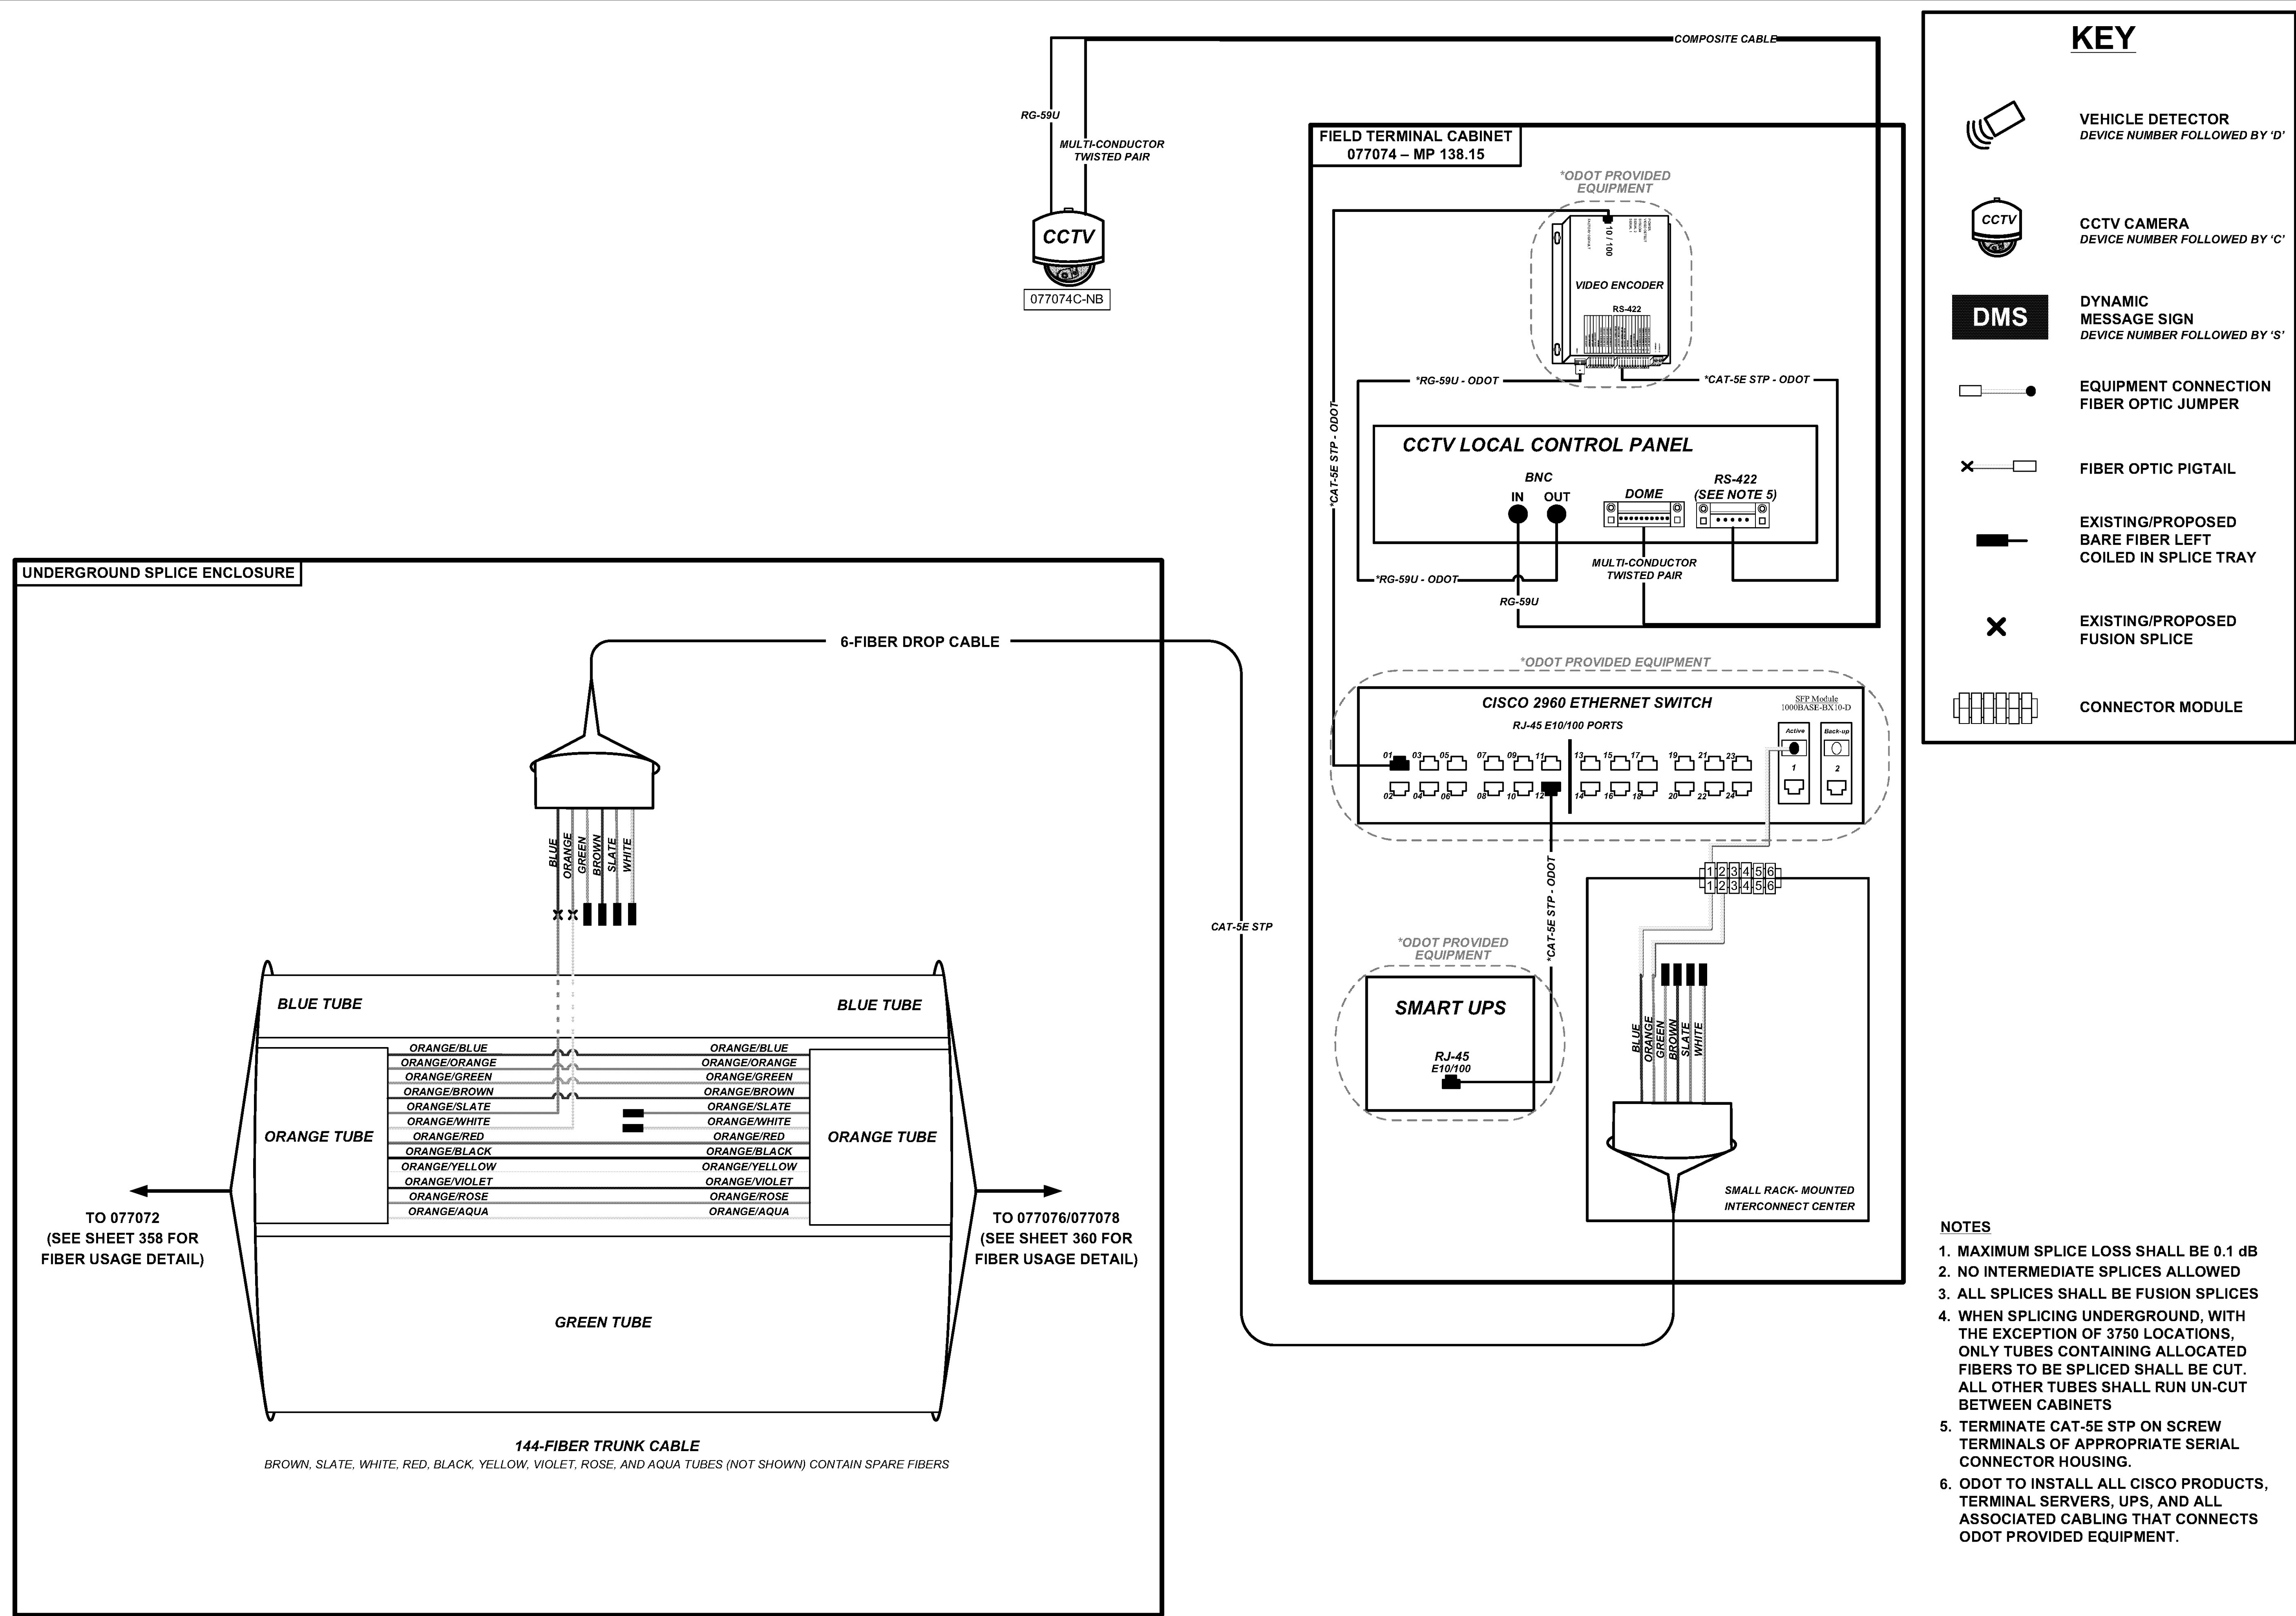 COMPOSITE CABLE
RG-59U
MULTI-CONDUCTOR
TWISTED PAIR
CCTV
077074C-NB
FIELD TERMINAL CABINET
077074 – MP 138.15
*ODOT PROVIDED
EQUIPMENT
10 / 100
VIDEO ENCODER
RS-422
*RG-59U - ODOT
*CAT-5E STP - ODOT
*CAT-5E STP - ODOT
CCTV LOCAL CONTROL PANEL
BNC
IN OUT
DOME
RS-422
(SEE NOTE 5)
MULTI-CONDUCTOR
TWISTED PAIR
*RG-59U - ODOT
RG-59U
*ODOT PROVIDED EQUIPMENT
CISCO 2960 ETHERNET SWITCH
RJ-45 E10/100 PORTS
SFP Module
1000BASE-BX10-D
Active Back-up
01 03 05 07 09 11 13 15 17 19 21 23
1 2
02 04 06 08 10 12 14 16 18 20 22 24
*CAT-5E STP - ODOT
1 2 3 4 5 6
1 2 3 4 5 6
*ODOT PROVIDED
EQUIPMENT
SMART UPS
RJ-45
E10/100
BLUE
ORANGE
GREEN
BROWN
SLATE
WHITE
SMALL RACK- MOUNTED
INTERCONNECT CENTER
CAT-5E STP
UNDERGROUND SPLICE ENCLOSURE
6-FIBER DROP CABLE
BLUE
ORANGE
GREEN
BROWN
SLATE
WHITE
BLUE TUBE BLUE TUBE
ORANGE/BLUE ORANGE/BLUE
ORANGE/ORANGE ORANGE/ORANGE
ORANGE/GREEN ORANGE/GREEN
ORANGE/BROWN ORANGE/BROWN
ORANGE/SLATE ORANGE/SLATE
ORANGE/WHITE ORANGE/WHITE
ORANGE TUBE ORANGE/RED ORANGE/RED ORANGE TUBE
ORANGE/BLACK ORANGE/BLACK
ORANGE/YELLOW ORANGE/YELLOW
ORANGE/VIOLET ORANGE/VIOLET
ORANGE/ROSE ORANGE/ROSE
ORANGE/AQUA ORANGE/AQUA
TO 077072
(SEE SHEET 358 FOR
FIBER USAGE DETAIL)
TO 077076/077078
(SEE SHEET 360 FOR
FIBER USAGE DETAIL)
GREEN TUBE
144-FIBER TRUNK CABLE
BROWN, SLATE, WHITE, RED, BLACK, YELLOW, VIOLET, ROSE, AND AQUA TUBES (NOT SHOWN) CONTAIN SPARE FIBERS
KEY
VEHICLE DETECTOR
DEVICE NUMBER FOLLOWED BY ‘D’
CCTV
CCTV CAMERA
DEVICE NUMBER FOLLOWED BY ‘C’
DMS
DYNAMIC
MESSAGE SIGN
DEVICE NUMBER FOLLOWED BY ‘S’
EQUIPMENT CONNECTION
FIBER OPTIC JUMPER
FIBER OPTIC PIGTAIL
EXISTING/PROPOSED
BARE FIBER LEFT
COILED IN SPLICE TRAY
EXISTING/PROPOSED
FUSION SPLICE
CONNECTOR MODULE
NOTES
1. MAXIMUM SPLICE LOSS SHALL BE 0.1 dB
2. NO INTERMEDIATE SPLICES ALLOWED
3. ALL SPLICES SHALL BE FUSION SPLICES
4. WHEN SPLICING UNDERGROUND, WITH
THE EXCEPTION OF 3750 LOCATIONS,
ONLY TUBES CONTAINING ALLOCATED
FIBERS TO BE SPLICED SHALL BE CUT.
ALL OTHER TUBES SHALL RUN UN-CUT
BETWEEN CABINETS
5. TERMINATE CAT-5E STP ON SCREW
TERMINALS OF APPROPRIATE SERIAL
CONNECTOR HOUSING.
6. ODOT TO INSTALL ALL CISCO PRODUCTS,
TERMINAL SERVERS, UPS, AND ALL
ASSOCIATED CABLING THAT CONNECTS
ODOT PROVIDED EQUIPMENT.